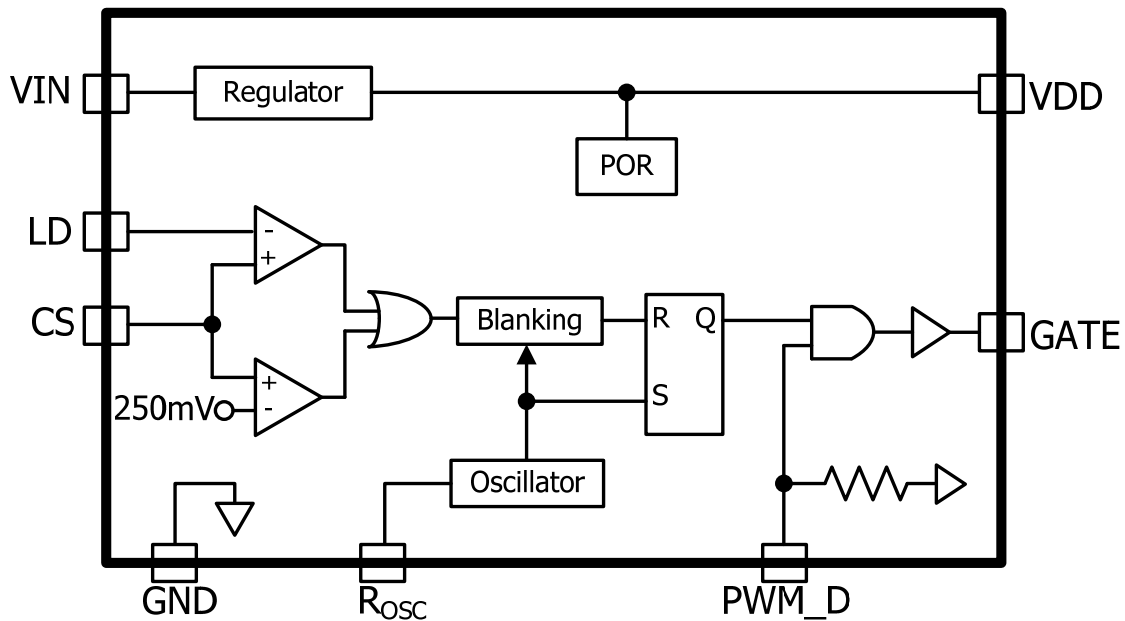 VIN
Regulator
VDD
POR
LD
-
+
CS
Blanking
R Q
S
GATE
+
-
250mV
Oscillator
GND
ROSC
PWM_D